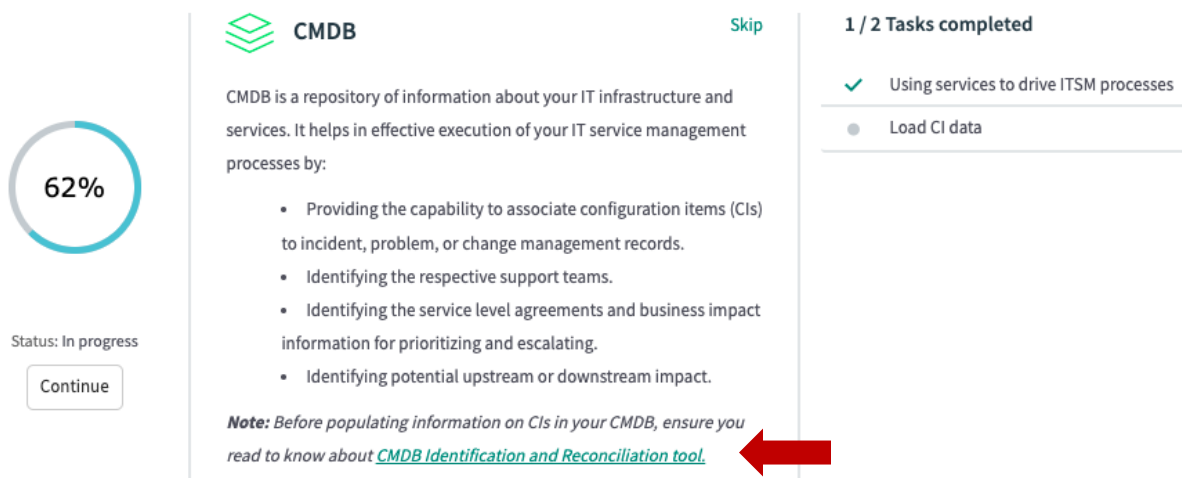 62%
Status: In progress
Continue
CMDB
Skip
CMDB is a repository of information about your IT infrastructure and
services. It helps in effective execution of your IT service management
processes by:
• Providing the capability to associate configuration items (CIs)
to incident, problem, or change management records.
• Identifying the respective support teams.
• Identifying the service level agreements and business impact
information for prioritizing and escalating.
• Identifying potential upstream or downstream impact.
Note: Before populating information on CIs in your CMDB, ensure you
read to know about CMDB Identification and Reconciliation tool.
1 / 2 Tasks completed
Using services to drive ITSM processes
Load CI data